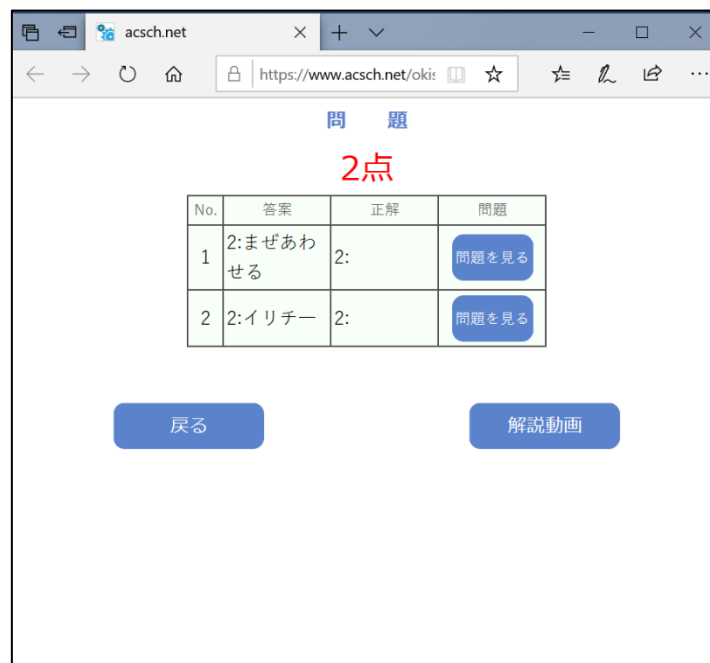 acsch.net
https://www.acsch.net/okis
問 題
2点
No. 答案 正解 問題
1 2:まぜあわせる 2: 問題を見る
2 2:イリチー 2: 問題を見る
戻る 解説動画